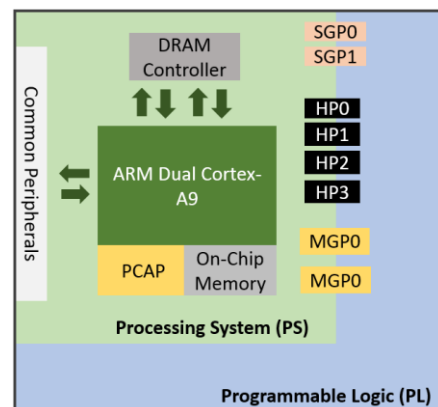 SGP0
SGP1
DRAM
Controller
HP0
HP1
HP2
HP3
Common Peripherals
ARM Dual Cortex-
A9
MGP0
MGP0
PCAP
On-Chip
Memory
Processing System (PS)
Programmable Logic (PL)